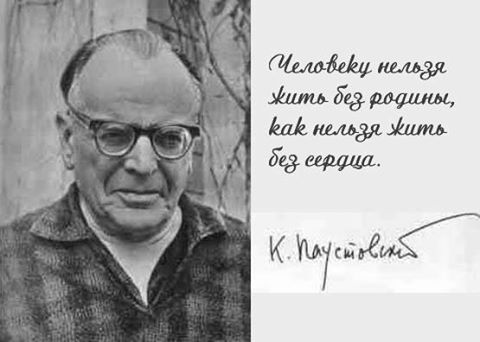 Человеку нельзя
жить без родины,
как нельзя жить
без сердца.
К. Паустовский